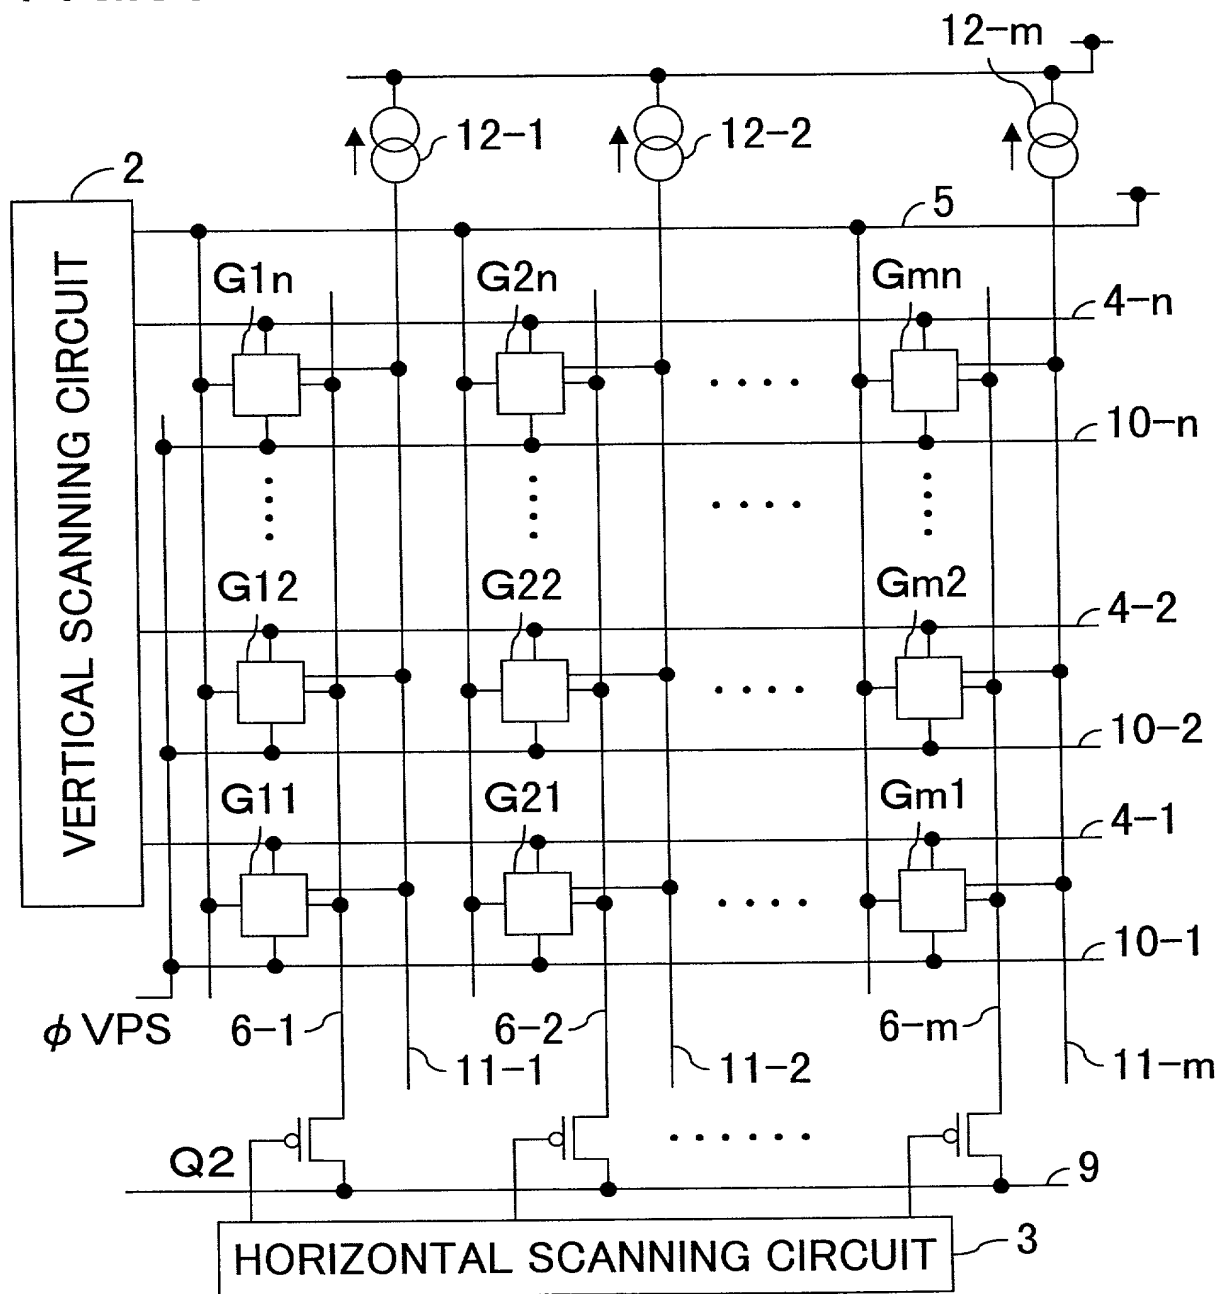 12-m
12-1
12-2
2
5
G1n
G2n
Gmn
4-n
VERTICAL SCANNING CIRCUIT
10-n
G12
G22
Gm2
4-2
10-2
G11
G21
Gm1
4-1
10-1
ϕ VPS
6-1
6-2
6-m
11-1
11-2
11-m
Q2
9
HORIZONTAL SCANNING CIRCUIT
3